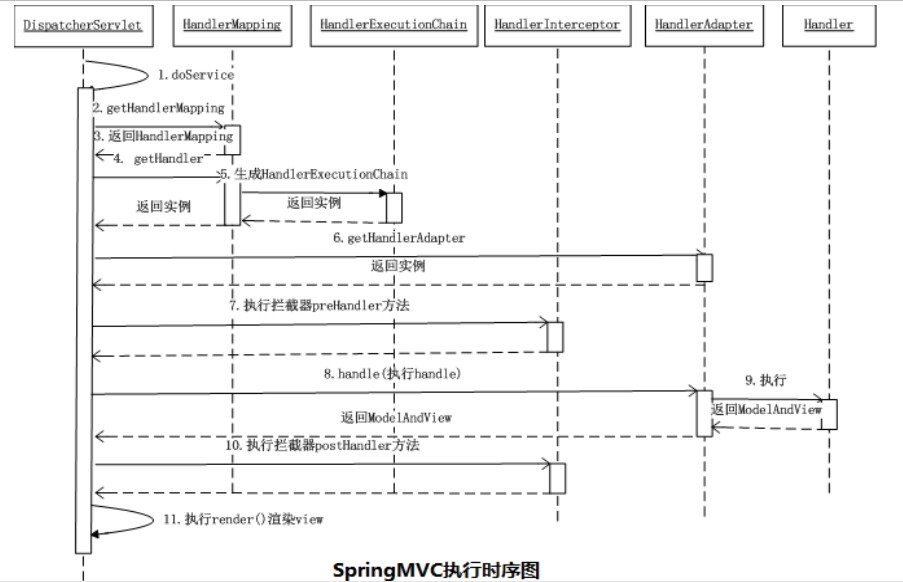 DispatcherServlet
HandlerMapping
HandlerExecutionChain
HandlerInterceptor
HandlerAdapter
Handler
1.doService
2.getHandlerMapping
3.返回HandlerMapping
4. getHandler
5.生成HandlerExecutionChain
返回实例
返回实例
6.getHandlerAdapter
返回实例
7.执行拦截器preHandler方法
8.handle(执行handle)
9.执行
返回ModelAndView
返回ModelAndView
10.执行拦截器postHandler方法
11.执行render()渲染view
SpringMVC执行时序图